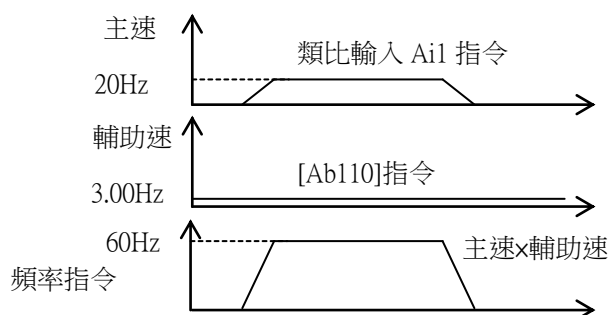 主速
類比輸入 Ai1 指令
20Hz
輔助速
[Ab110]指令
3.00Hz
60Hz
主速x輔助速
頻率指令